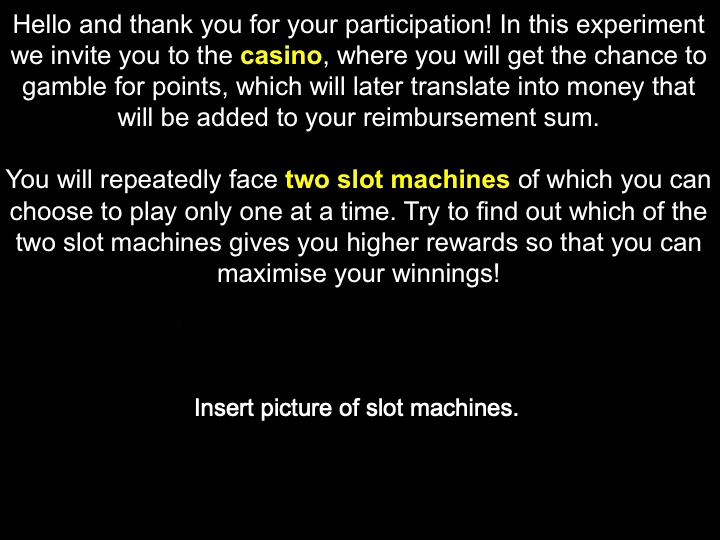 Hello and thank you for your participation! In this experiment
we invite you to the casino, where you will get the chance to
gamble for points, which will later translate into money that
will be added to your reimbursement sum.
You will repeatedly face two slot machines of which you can
choose to play only one at a time. Try to find out which of the
two slot machines gives you higher rewards so that you can
maximise your winnings!
Insert picture of slot machines.